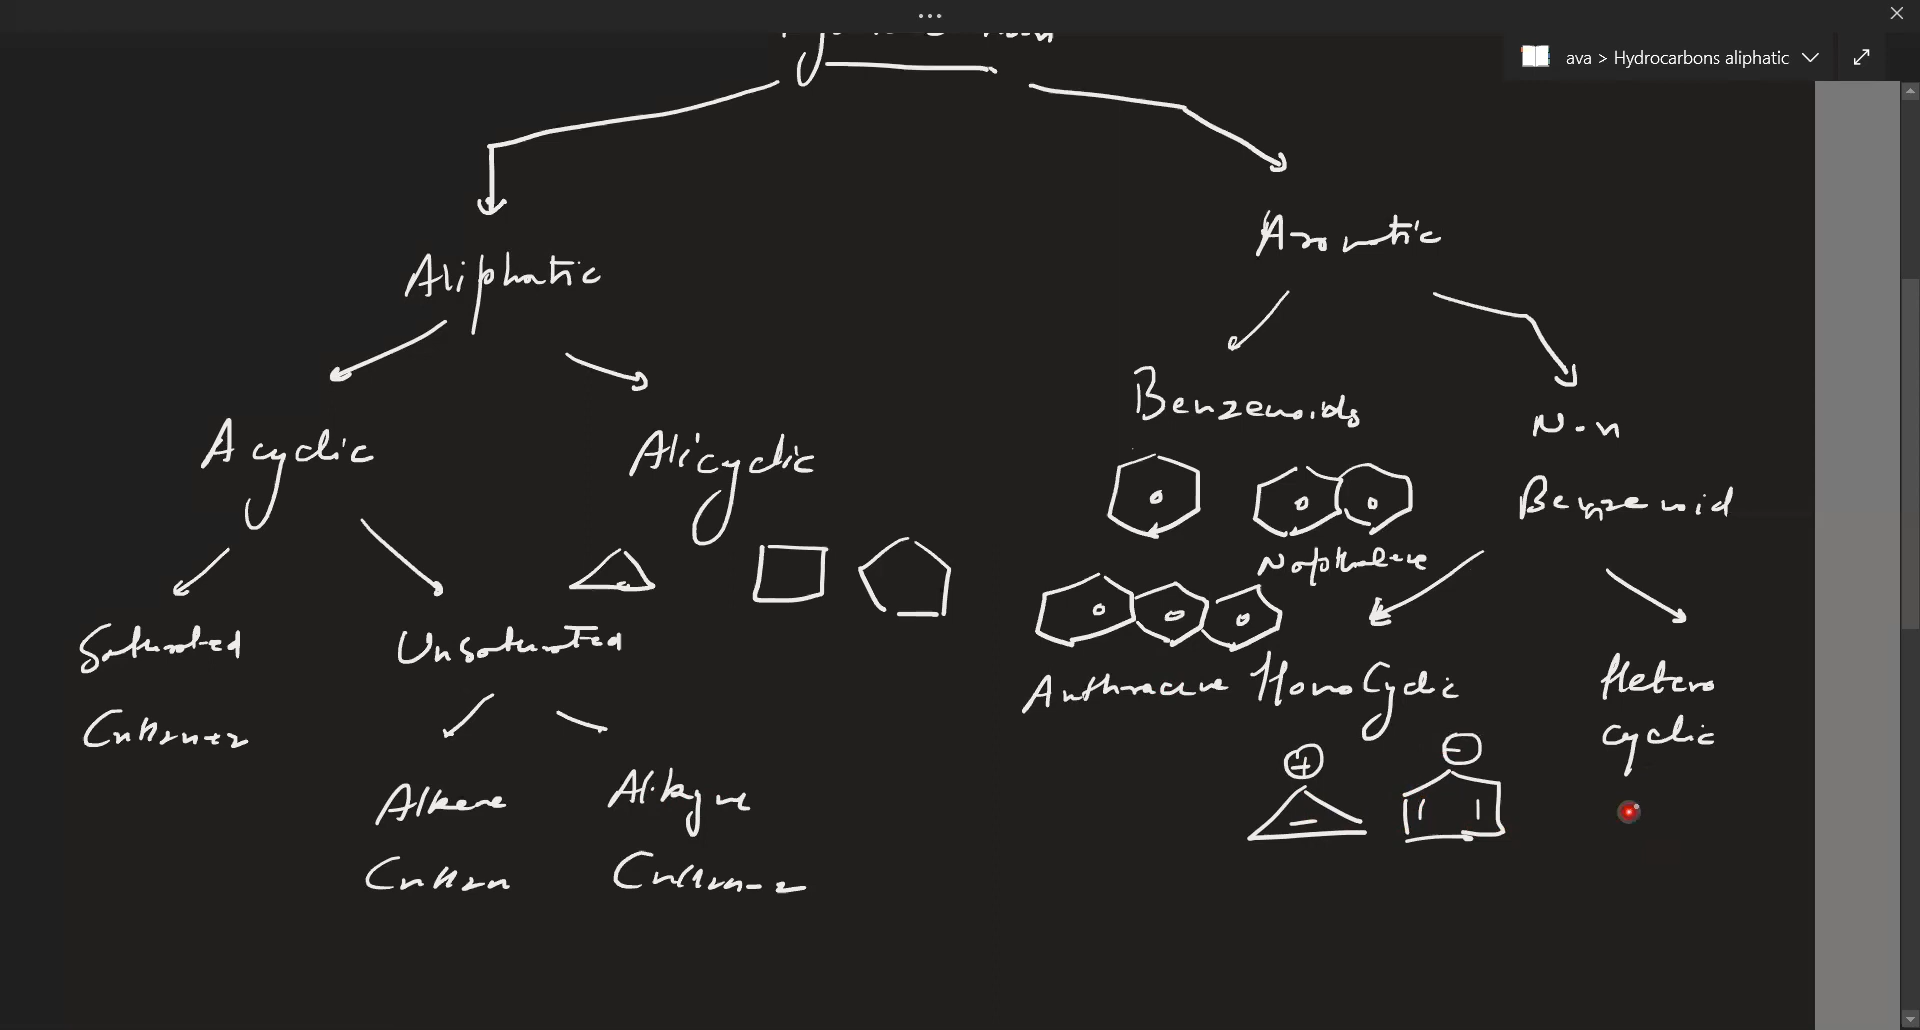 ava > Hydrocarbons aliphatic
Aliphatic
Aromatic
Acyclic
Alicyclic
Benzenoids
Non
Benzenoid
Napthalene
Saturated
Unsaturated
Anthracene
HomoCyclic
Hetero
cyclic
CnH2n+2
+
-
Alkene
Alkyne
CnH2n
CnH2n-2